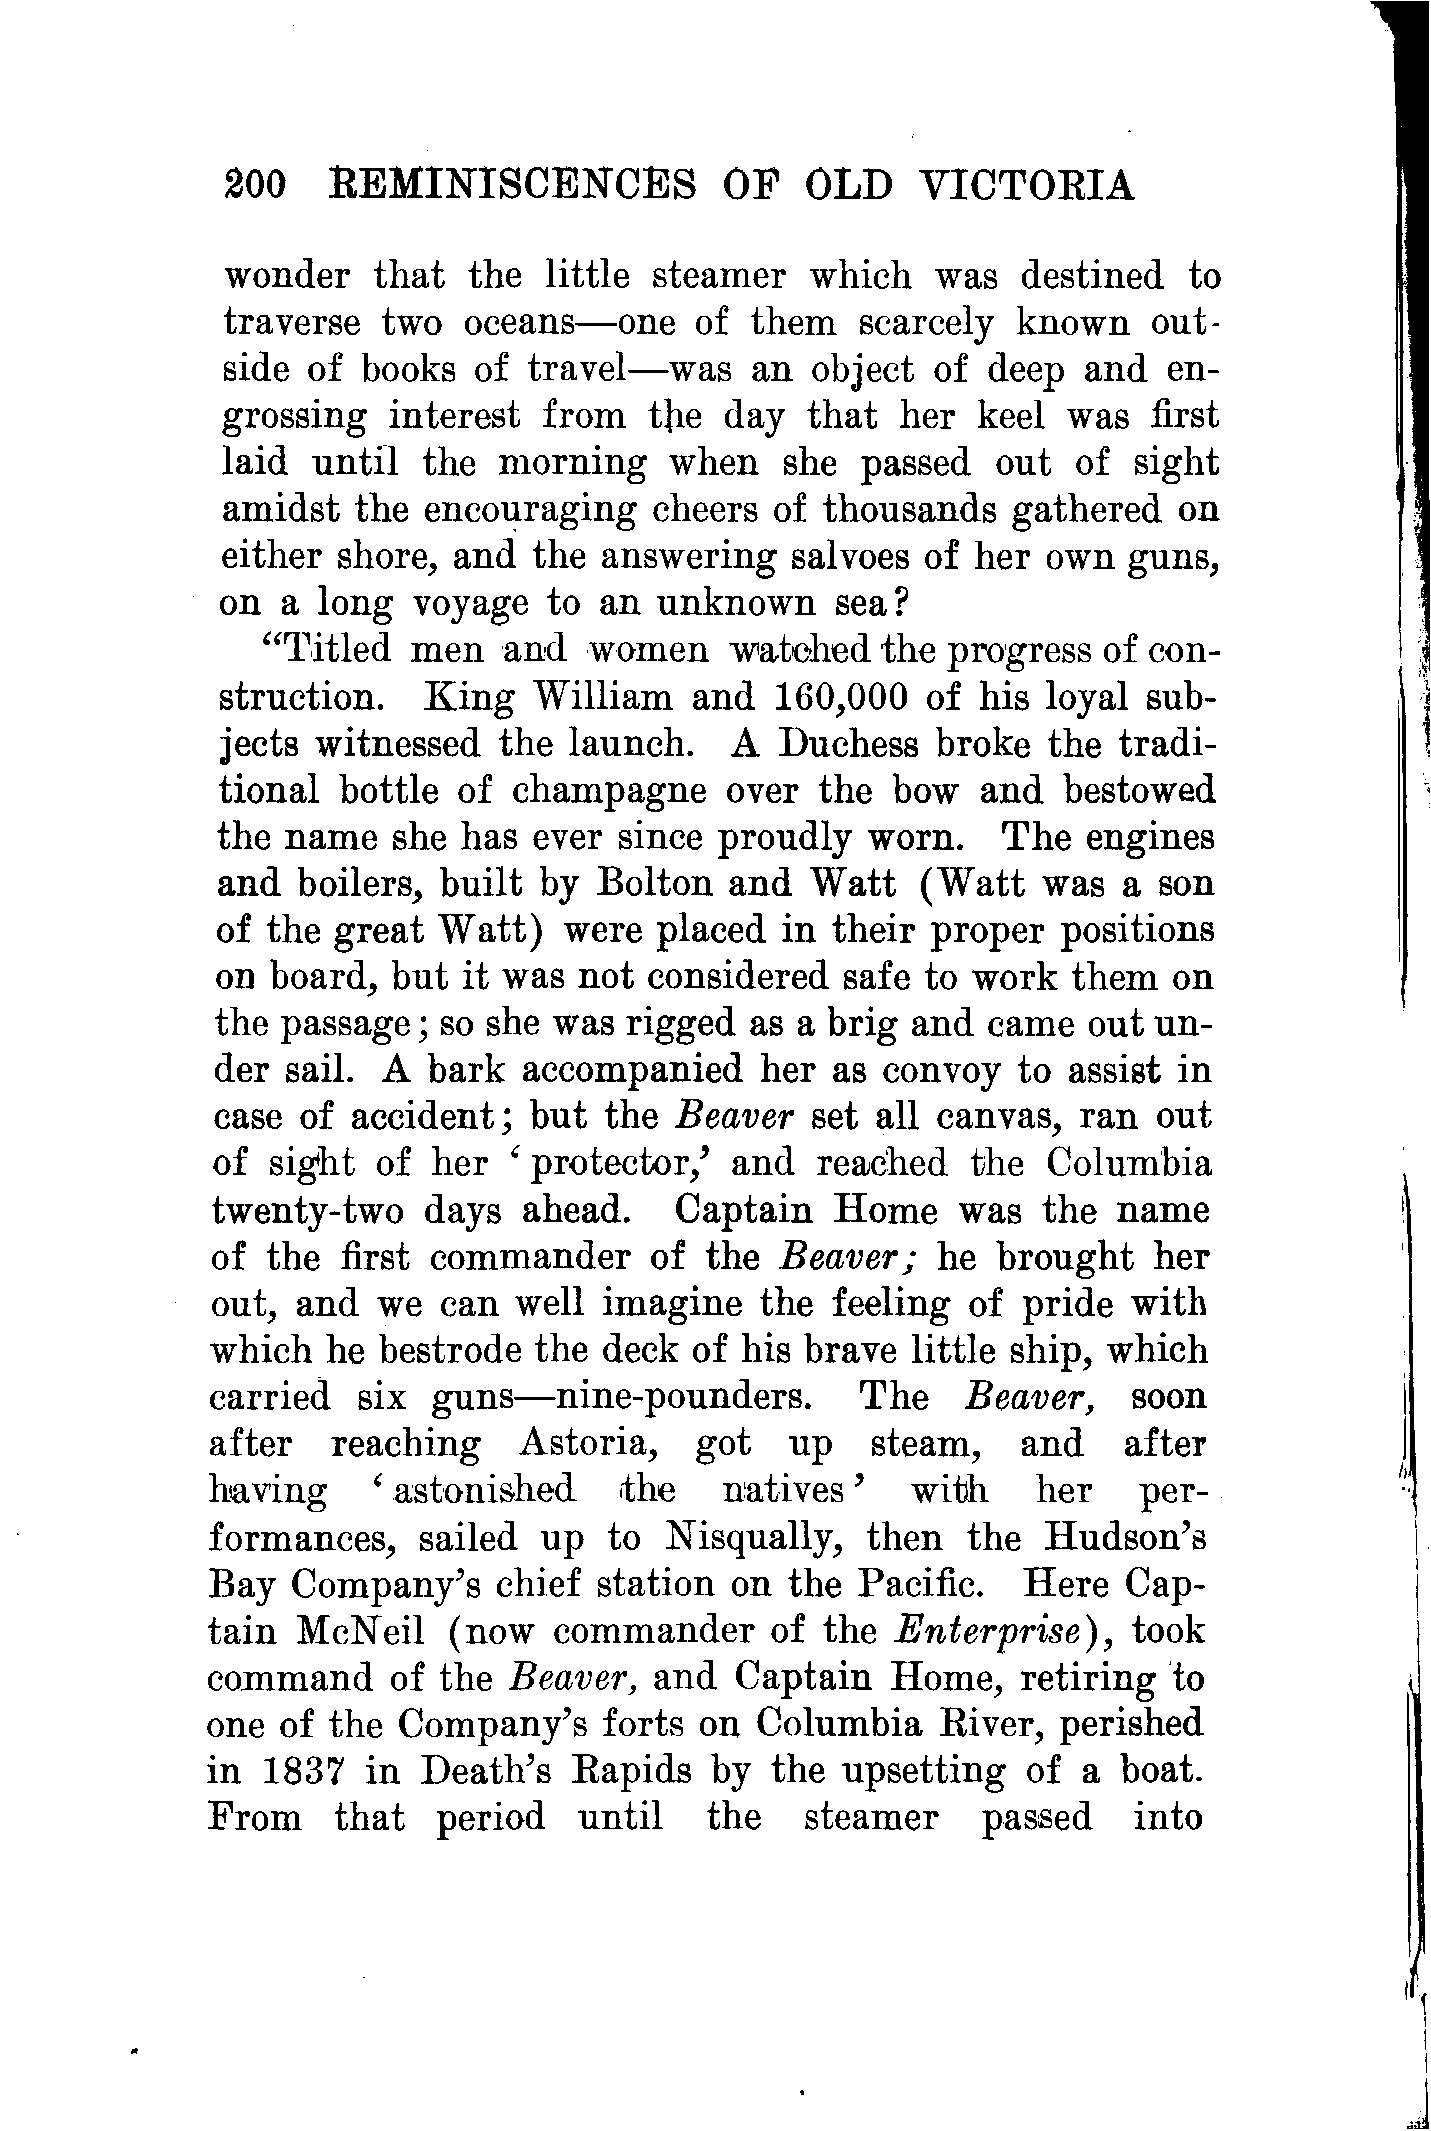 200 REMINISCENCES OF OLD VICTORIA
wonder that the little steamer which was destined to
traverse two oceans—one of them scarcely known out-
side of books of travel—was an object of deep and en-
grossing interest from the day that her keel was first
laid until the morning when she passed out of sight
amidst the encouraging cheers of thousands gathered on
either shore, and the answering salvoes of her own guns,
on a long voyage to an unknown sea?
“Titled men and women watched the progress of con-
struction. King William and 160,000 of his loyal sub-
jects witnessed the launch. A Duchess broke the tradi-
tional bottle of champagne over the bow and bestowed
the name she has ever since proudly worn. The engines
and boilers, built by Bolton and Watt (Watt was a son
of the great Watt) were placed in their proper positions
on board, but it was not considered safe to work them on
the passage; so she was rigged as a brig and came out un-
der sail. A bark accompanied her as convoy to assist in
case of accident; but the Beaver set all canvas, ran out
of sight of her ‘protector,’ and reached the Columbia
twenty-two days ahead. Captain Home was the name
of the first commander of the Beaver; he brought her
out, and we can well imagine the feeling of pride with
which he bestrode the deck of his brave little ship, which
carried six guns—nine-pounders. The Beaver, soon
after reaching Astoria, got up steam, and after
having ‘astonished the natives’ with her per-
formances, sailed up to Nisqually, then the Hudson’s
Bay Company’s chief station on the Pacific. Here Cap-
tain McNeil (now commander of the Enterprise), took
command of the Beaver, and Captain Home, retiring to
one of the Company’s forts on Columbia River, perished
in 1837 in Death’s Rapids by the upsetting of a boat.
From that period until the steamer passed into